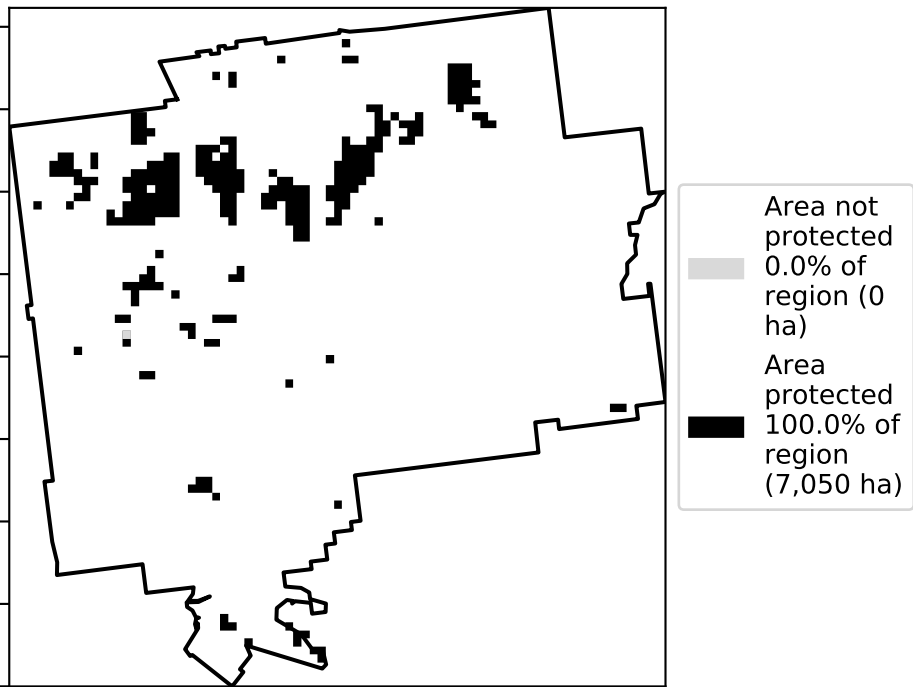 Area not
protected
0.0% of
region (0
ha)
Area
protected
100.0% of
region
(7,050 ha)